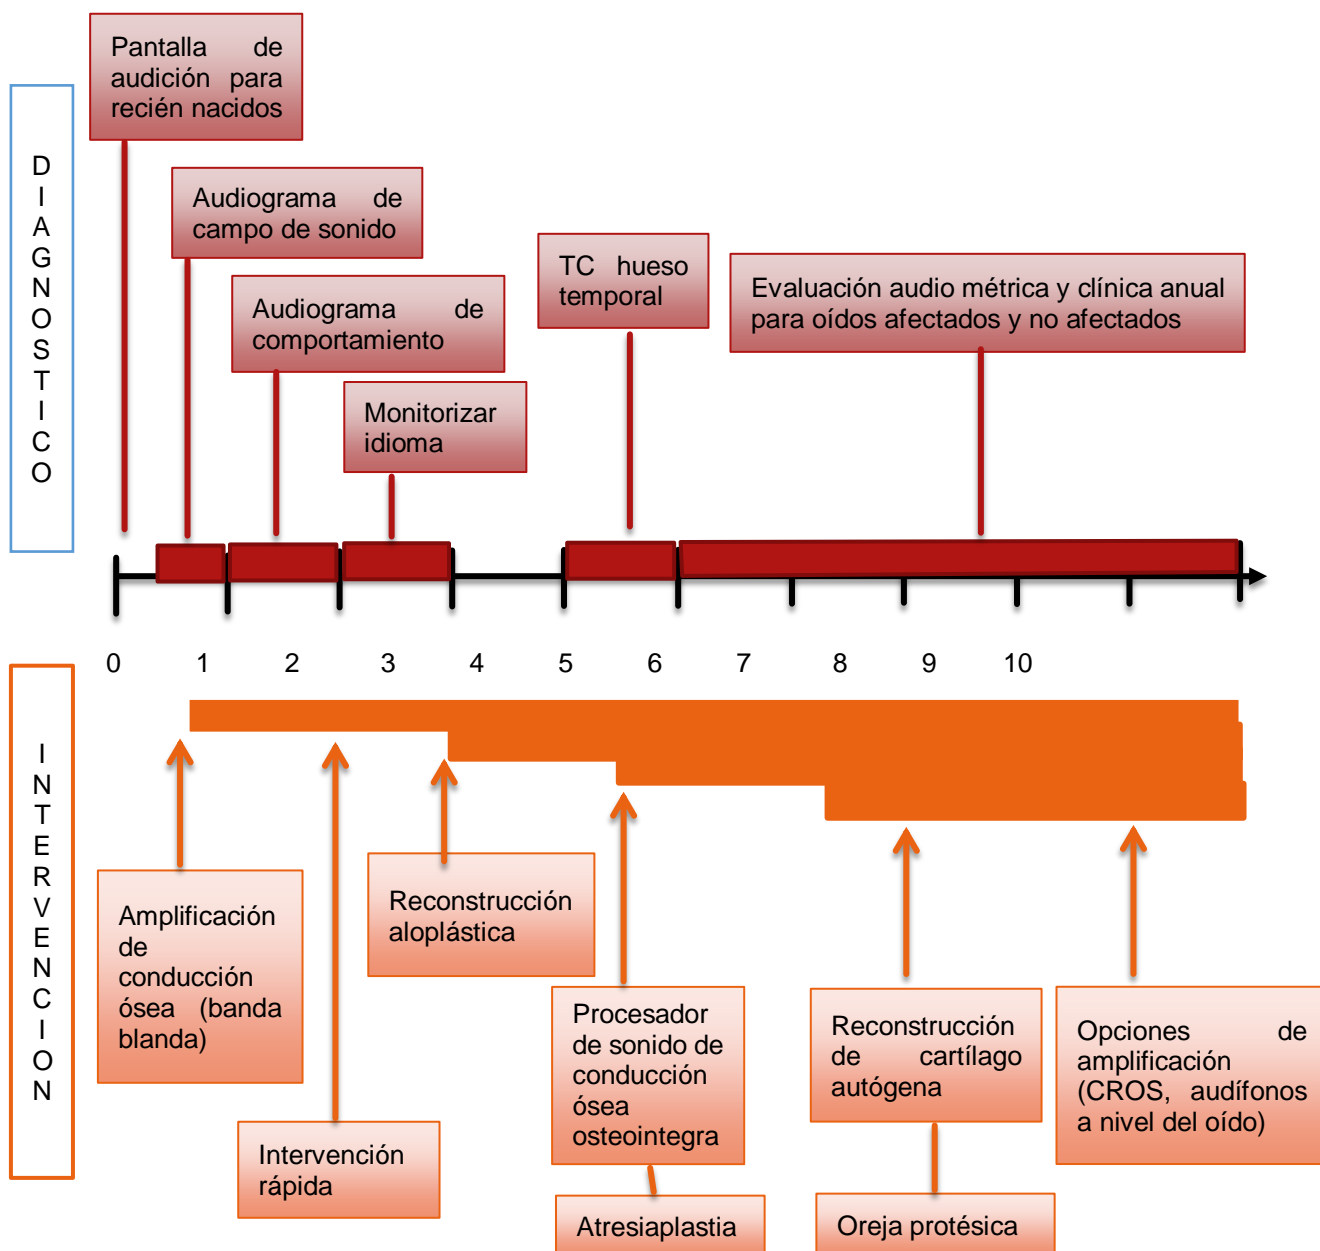 Pantalla de
audición para
recién nacidos
D
I
A
G
N
O
S
T
I
C
O
Audiograma de
campo de sonido
Audiograma de
comportamiento
Monitorizar
idioma
TC hueso
temporal
Evaluación audio métrica y clínica anual
para oídos afectados y no afectados
0 1 2 3 4 5 6 7 8 9 10
I
N
T
E
R
V
E
N
C
I
O
N
Amplificación
de
conducción
ósea (banda
blanda)
Intervención
rápida
Reconstrucción
aloplástica
Procesador
de sonido de
conducción
ósea
osteointegra
Atresiaplastia
Reconstrucción
de cartílago
autógena
Oreja protésica
Opciones de
amplificación
(CROS, audífonos
a nivel del oído)